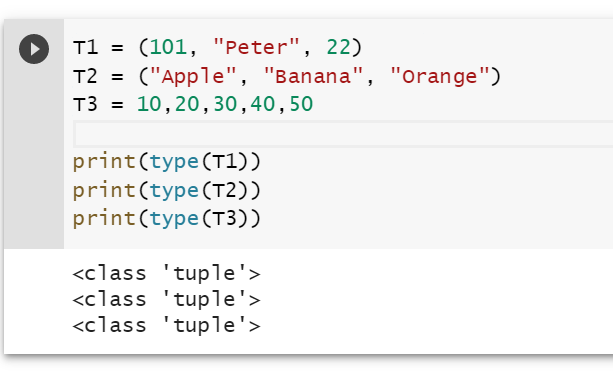 T1 = (101, "Peter", 22)
T2 = ("Apple", "Banana", "Orange")
T3 = 10,20,30,40,50
print(type(T1))
print(type(T2))
print(type(T3))
<class 'tuple'>
<class 'tuple'>
<class 'tuple'>